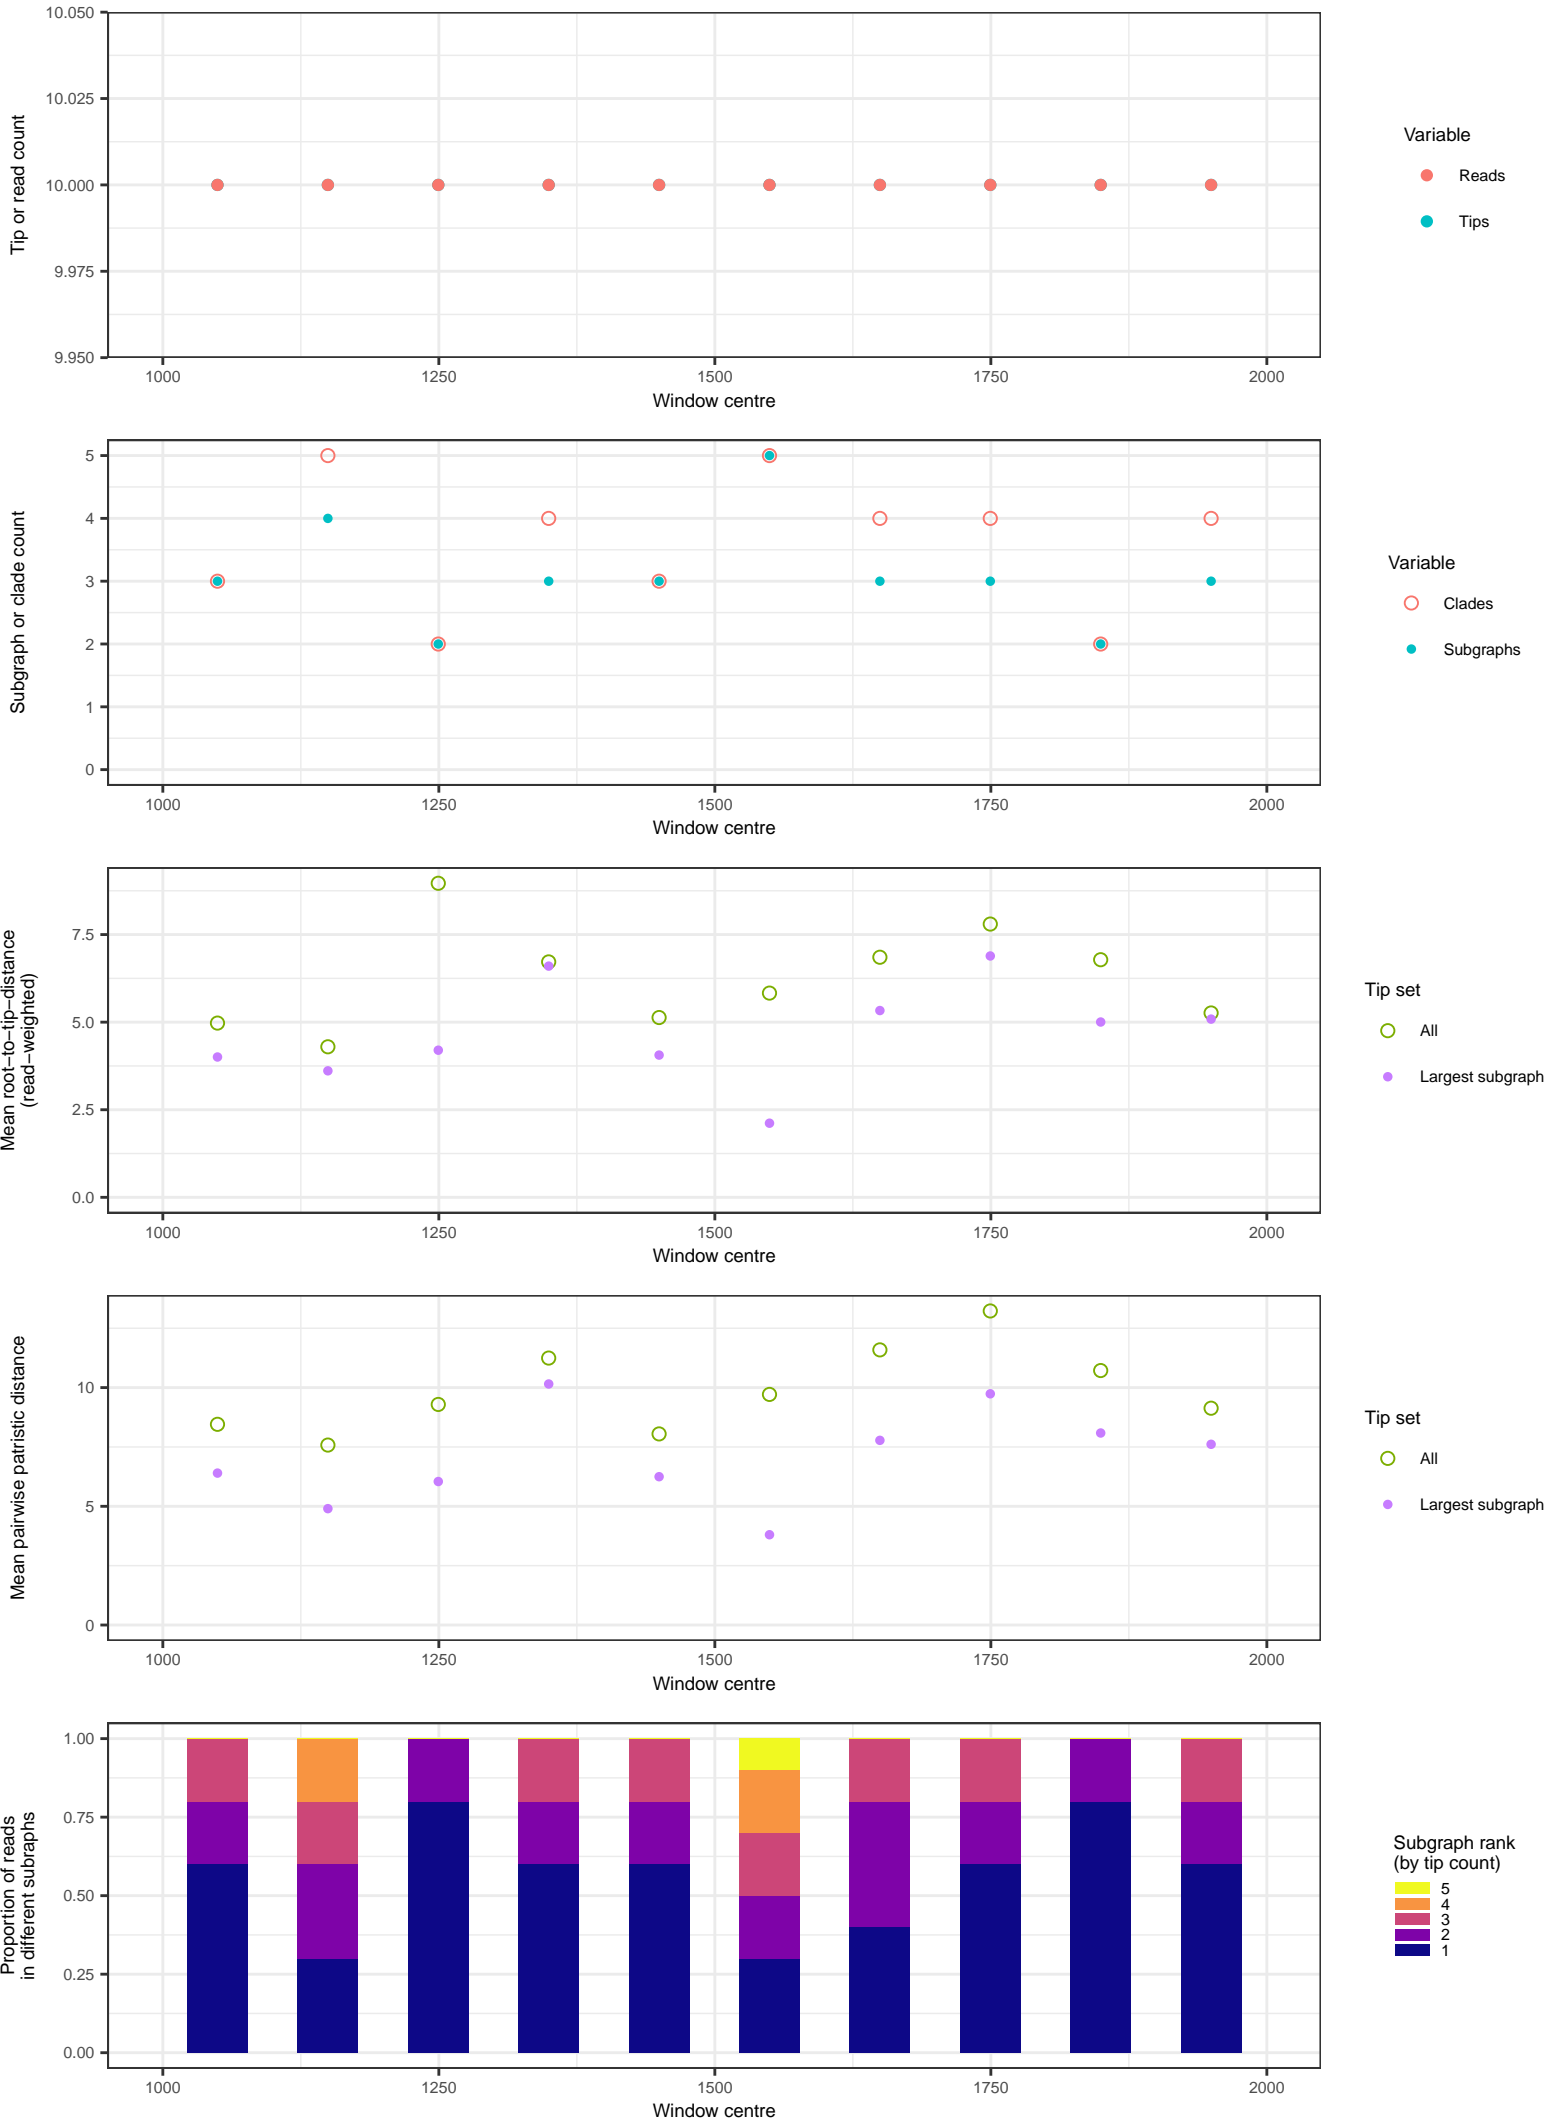 10.050
10.025
10.000
9.975
9.950
Tip or read count
1000 1250 1500 1750 2000
Window centre
Variable
Reads
Tips
5
4
3
2
1
0
Subgraph or clade count
1000 1250 1500 1750 2000
Window centre
Variable
Clades
Subgraphs
7.5
5.0
2.5
0.0
Mean root−to−tip−distance
(read−weighted)
1000 1250 1500 1750 2000
Window centre
Tip set
All
Largest subgraph
10
5
0
Mean pairwise patristic distance
1000 1250 1500 1750 2000
Window centre
Tip set
All
Largest subgraph
1.00
0.75
0.50
0.25
0.00
Proportion of reads
in different subraphs
1000 1250 1500 1750 2000
Window centre
Subgraph rank
(by tip count)
5
4
3
2
1